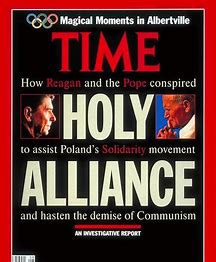 Magical Moments in Albertville
TIME
How Reagan and the Pope conspired
HOLY
to assist Poland's Solidarity movement
ALLIANCE
and hasten the demise of Communism
AN INVESTIGATIVE REPORT